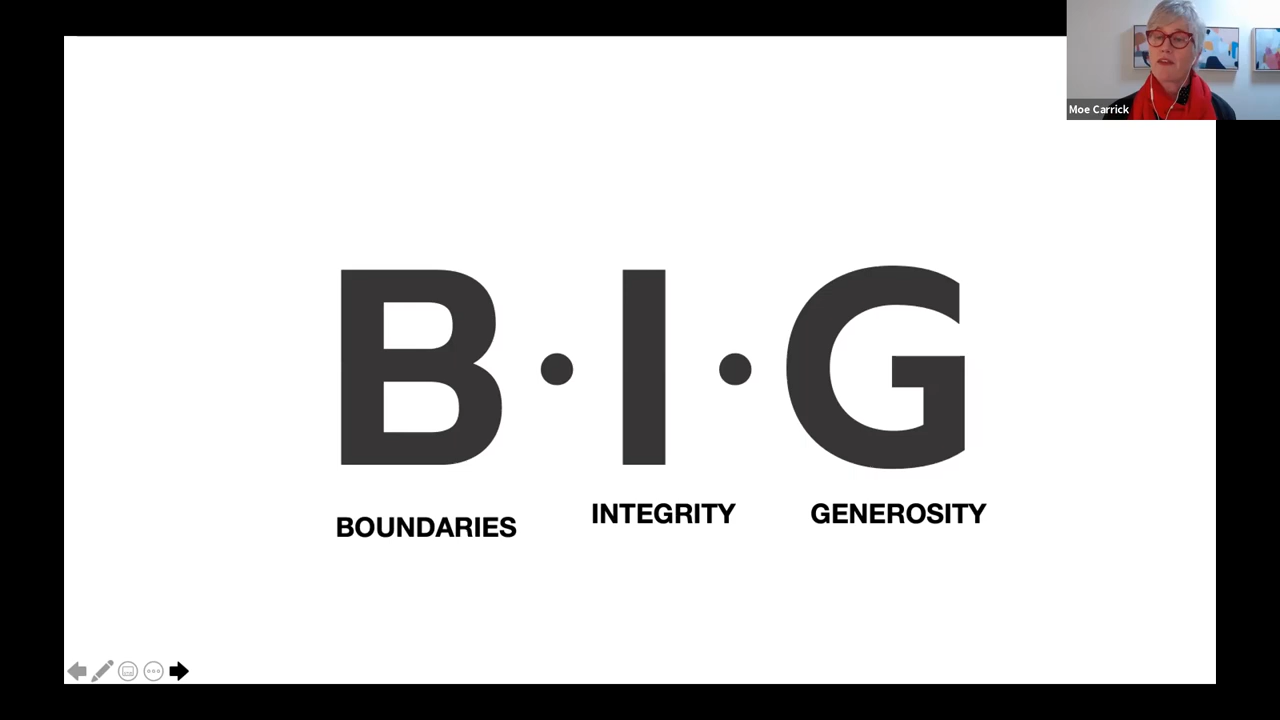 Moe Carrick
B·I·G
BOUNDARIES
INTEGRITY
GENEROSITY